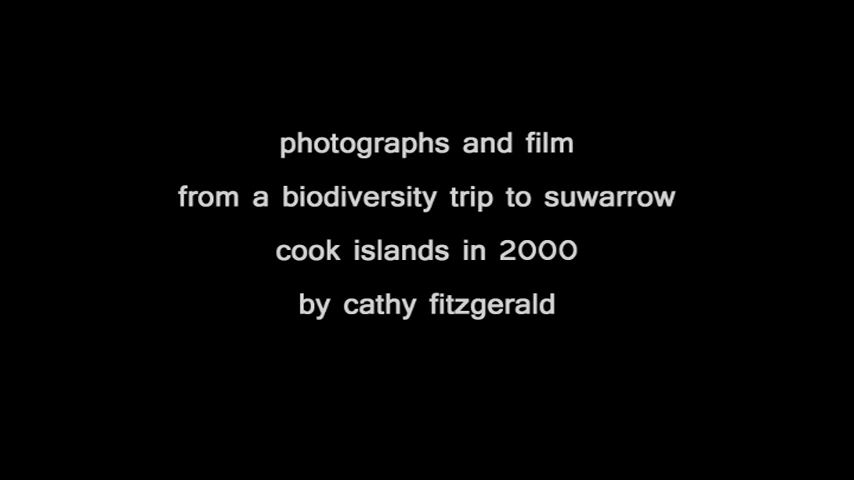 photographs and film
from a biodiversity trip to suwarrow
cook islands in 2000
by cathy fitzgerald